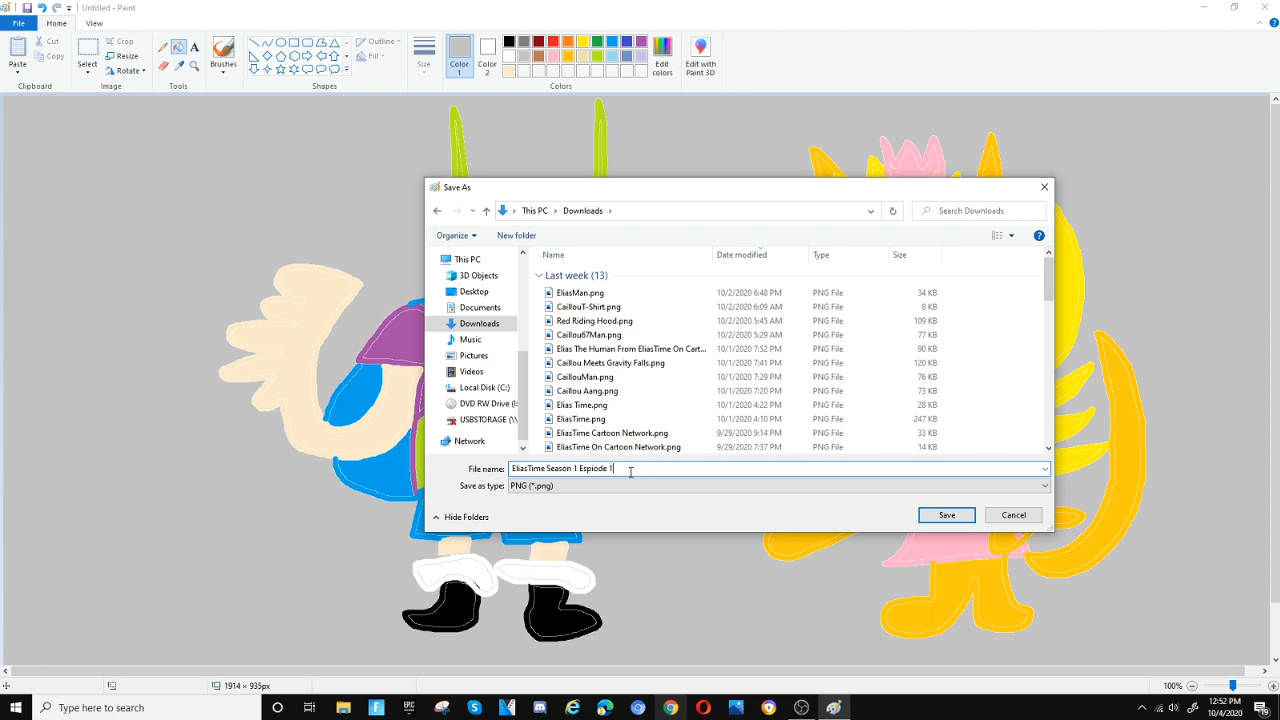 Untitled - Paint
File Home View
Paste Cut Copy Clipboard
Select Crop Resize Rotate Image
Tools
Brushes
Outline Fill Shapes
Size
Color 1 Color 2 Edit colors Colors
Edit with Paint 3D
Save As
This PC Downloads Search Downloads
Organize New folder
Name Date modified Type Size
This PC
3D Objects
Desktop
Documents
Downloads
Music
Pictures
Videos
Local Disk (C:)
DVD RW Drive (
USBSTORAGE (\\
Network
Last week (13)
EliasMan.png 10/2/2020 6:48 PM PNG File 34 KB
CaillouT-Shirt.png 10/2/2020 6:09 AM PNG File 8 KB
Red Riding Hood.png 10/2/2020 5:45 AM PNG File 109 KB
Caillou67Man.png 10/2/2020 5:29 AM PNG File 77 KB
Elias The Human From EliasTime On Cart... 10/1/2020 7:52 PM PNG File 90 KB
Caillou Meets Gravity Falls.png 10/1/2020 7:41 PM PNG File 120 KB
CaillouMan.png 10/1/2020 7:29 PM PNG File 76 KB
Caillou Aang.png 10/1/2020 7:20 PM PNG File 73 KB
Elias Time.png 10/1/2020 4:22 PM PNG File 28 KB
EliasTime.png 10/1/2020 4:10 PM PNG File 247 KB
EliasTime Cartoon Network.png 9/29/2020 9:14 PM PNG File 33 KB
EliasTime On Cartoon Network.png 9/29/2020 7:37 PM PNG File 14 KB
File name: EliasTime Season 1 Espiode 1
Save as type: PNG (*.png)
Hide Folders Save Cancel
1914 × 935px 100%
Type here to search
12:52 PM
10/4/2020